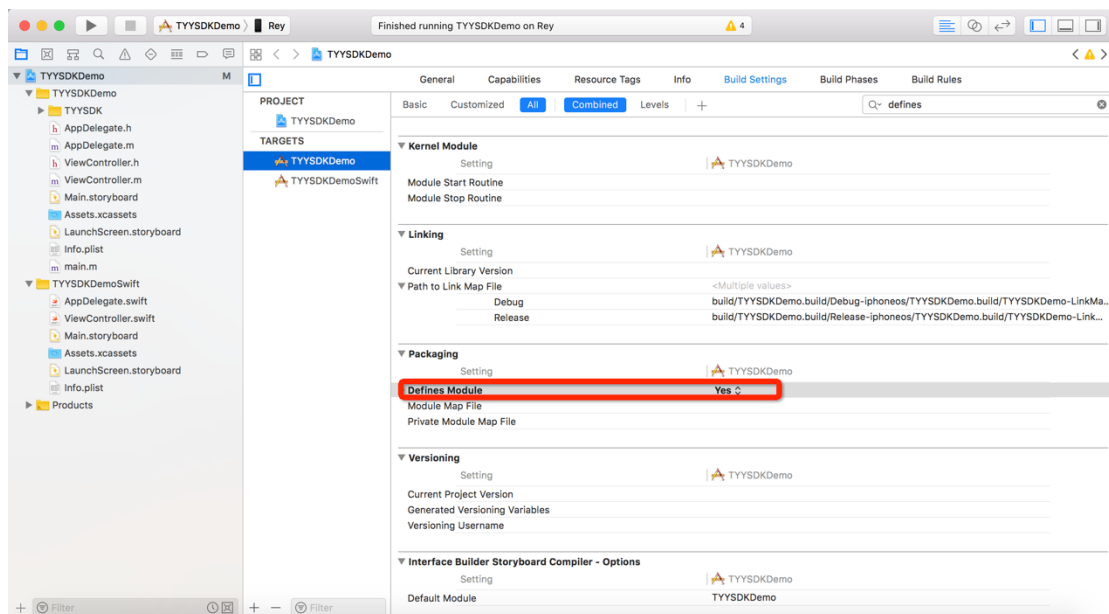 TYYSDKDemo Rey
Finished running TYYSDKDemo on Rey
4
TYYSDKDemo
TYYSDKDemo M
TYYSDKDemo
TYYSDK
h AppDelegate.h
m AppDelegate.m
h ViewController.h
m ViewController.m
Main.storyboard
Assets.xcassets
LaunchScreen.storyboard
Info.plist
m main.m
TYYSDKDemoSwift
AppDelegate.swift
ViewController.swift
Main.storyboard
Assets.xcassets
LaunchScreen.storyboard
Info.plist
Products
Filter
PROJECT
TYYSDKDemo
TARGETS
TYYSDKDemo
TYYSDKDemoSwift
Filter
General Capabilities Resource Tags Info Build Settings Build Phases Build Rules
Basic Customized All Combined Levels + defines
Kernel Module
Setting TYYSDKDemo
Module Start Routine
Module Stop Routine
Linking
Setting TYYSDKDemo
Current Library Version
Path to Link Map File <Multiple values>
Debug build/TYYSDKDemo.build/Debug-iphoneos/TYYSDKDemo.build/TYYSDKDemo-LinkMa...
Release build/TYYSDKDemo.build/Release-iphoneos/TYYSDKDemo.build/TYYSDKDemo-Link...
Packaging
Setting TYYSDKDemo
Defines Module Yes
Module Map File
Private Module Map File
Versioning
Setting TYYSDKDemo
Current Project Version
Generated Versioning Variables
Versioning Username
Interface Builder Storyboard Compiler - Options
Setting TYYSDKDemo
Default Module TYYSDKDemo